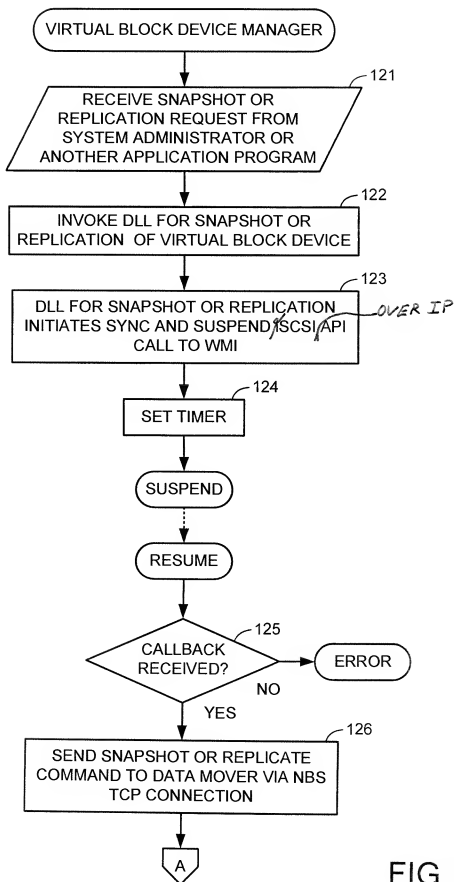 VIRTUAL BLOCK DEVICE MANAGER
121
RECEIVE SNAPSHOT OR
REPLICATION REQUEST FROM
SYSTEM ADMINISTRATOR OR
ANOTHER APPLICATION PROGRAM
122
INVOKE DLL FOR SNAPSHOT OR
REPLICATION OF VIRTUAL BLOCK DEVICE
123
DLL FOR SNAPSHOT OR REPLICATION
INITIATES SYNC AND SUSPEND iSCSI API OVER IP
CALL TO WMI
124
SET TIMER
SUSPEND
RESUME
125
CALLBACK
RECEIVED?
ERROR
NO
YES
126
SEND SNAPSHOT OR REPLICATE
COMMAND TO DATA MOVER VIA NBS
TCP CONNECTION
A
FIG